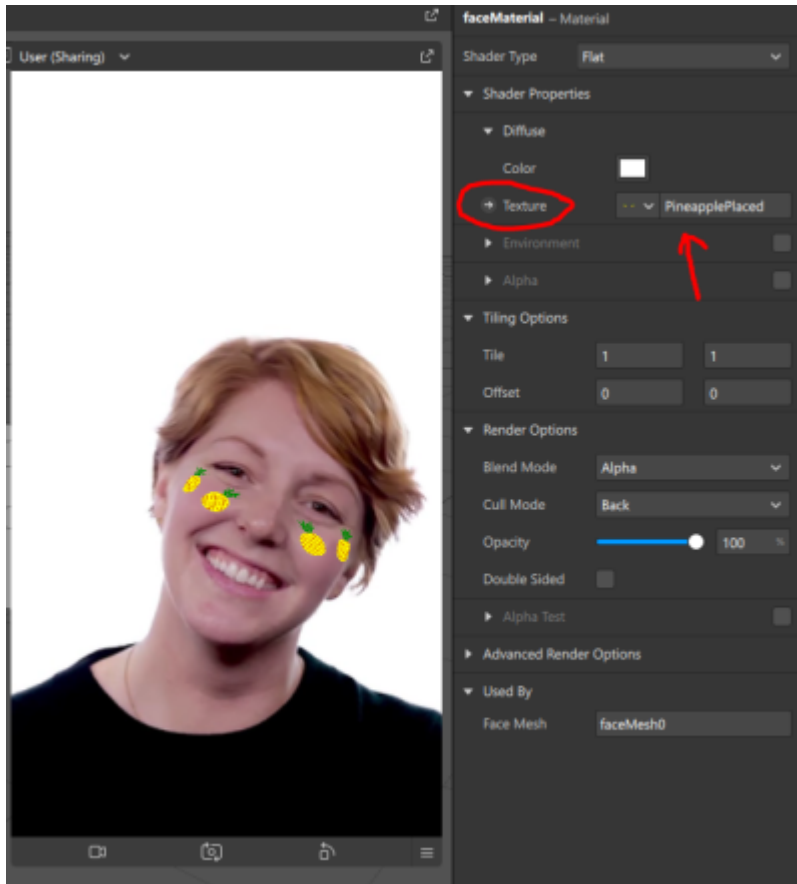 faceMaterial – Material
User (Sharing)
Shader Type Flat
Shader Properties
Diffuse
Color
Texture PineapplePlaced
Environment
Alpha
Tiling Options
Tile 1 1
Offset 0 0
Render Options
Blend Mode Alpha
Cull Mode Back
Opacity 100 %
Double Sided
Alpha Test
Advanced Render Options
Used By
Face Mesh faceMesh0